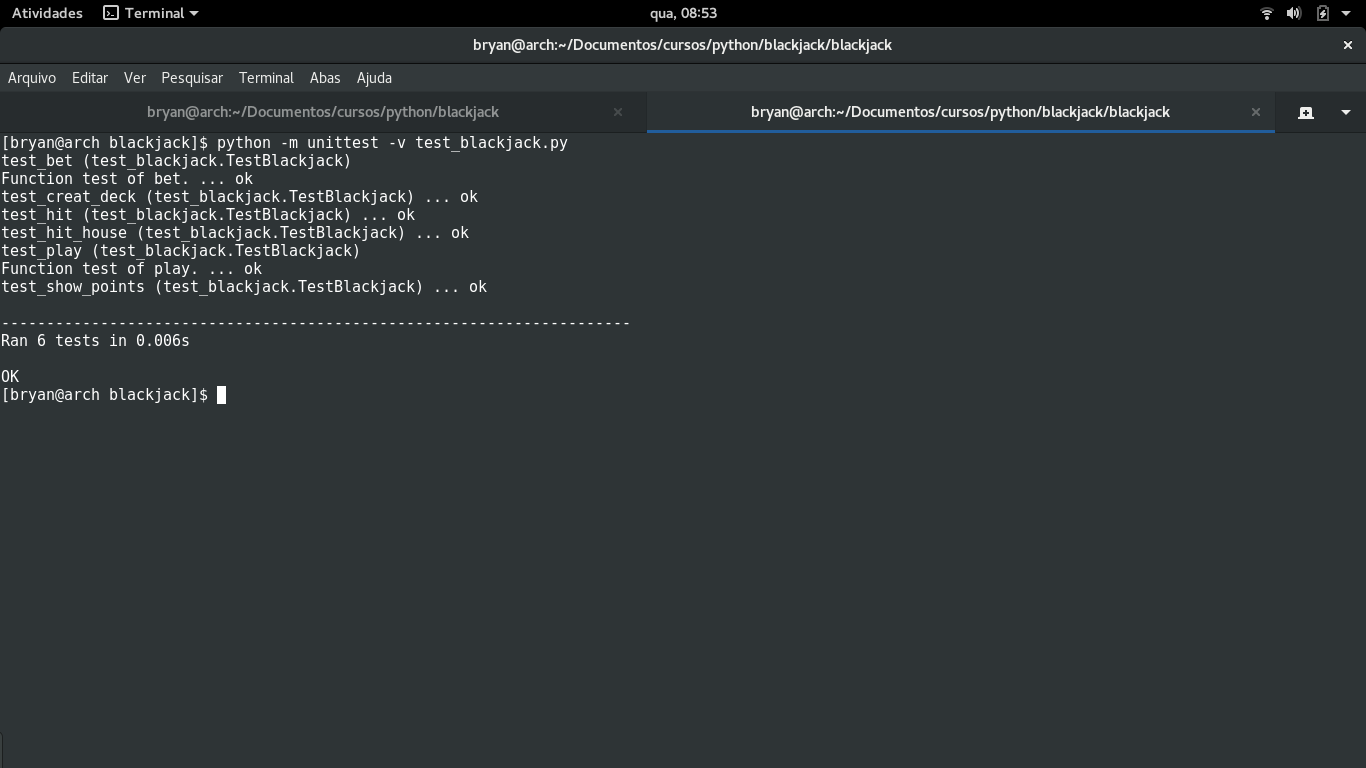 Atividades Terminal qua, 08:53
bryan@arch:~/Documentos/cursos/python/blackjack/blackjack
Arquivo Editar Ver Pesquisar Terminal Abas Ajuda
bryan@arch:~/Documentos/cursos/python/blackjack bryan@arch:~/Documentos/cursos/python/blackjack/blackjack
[bryan@arch blackjack]$ python -m unittest -v test_blackjack.py
test_bet (test_blackjack.TestBlackjack)
Function test of bet. ... ok
test_creat_deck (test_blackjack.TestBlackjack) ... ok
test_hit (test_blackjack.TestBlackjack) ... ok
test_hit_house (test_blackjack.TestBlackjack) ... ok
test_play (test_blackjack.TestBlackjack)
Function test of play. ... ok
test_show_points (test_blackjack.TestBlackjack) ... ok
----------------------------------------------------------------------
Ran 6 tests in 0.006s
OK
[bryan@arch blackjack]$